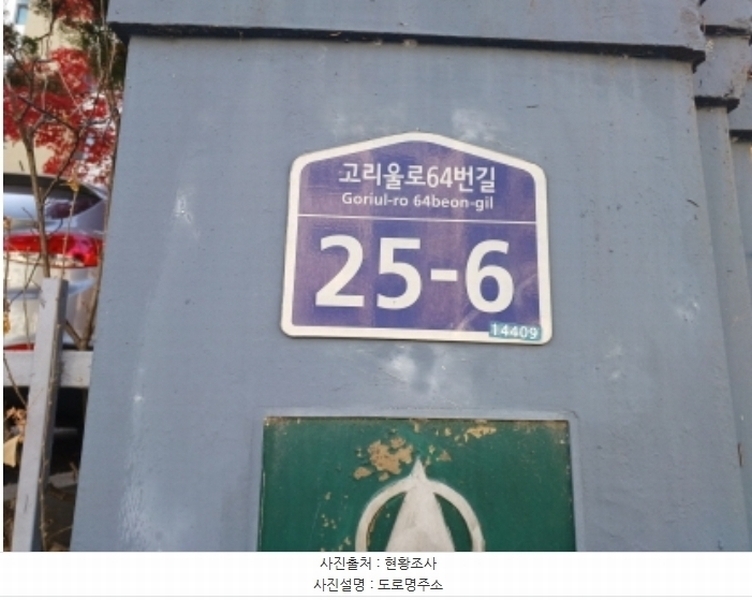 고리울로64번길
Goriul-ro 64beon-gil
25-6
14409
사진출처 : 현황조사
사진설명 : 도로명주소